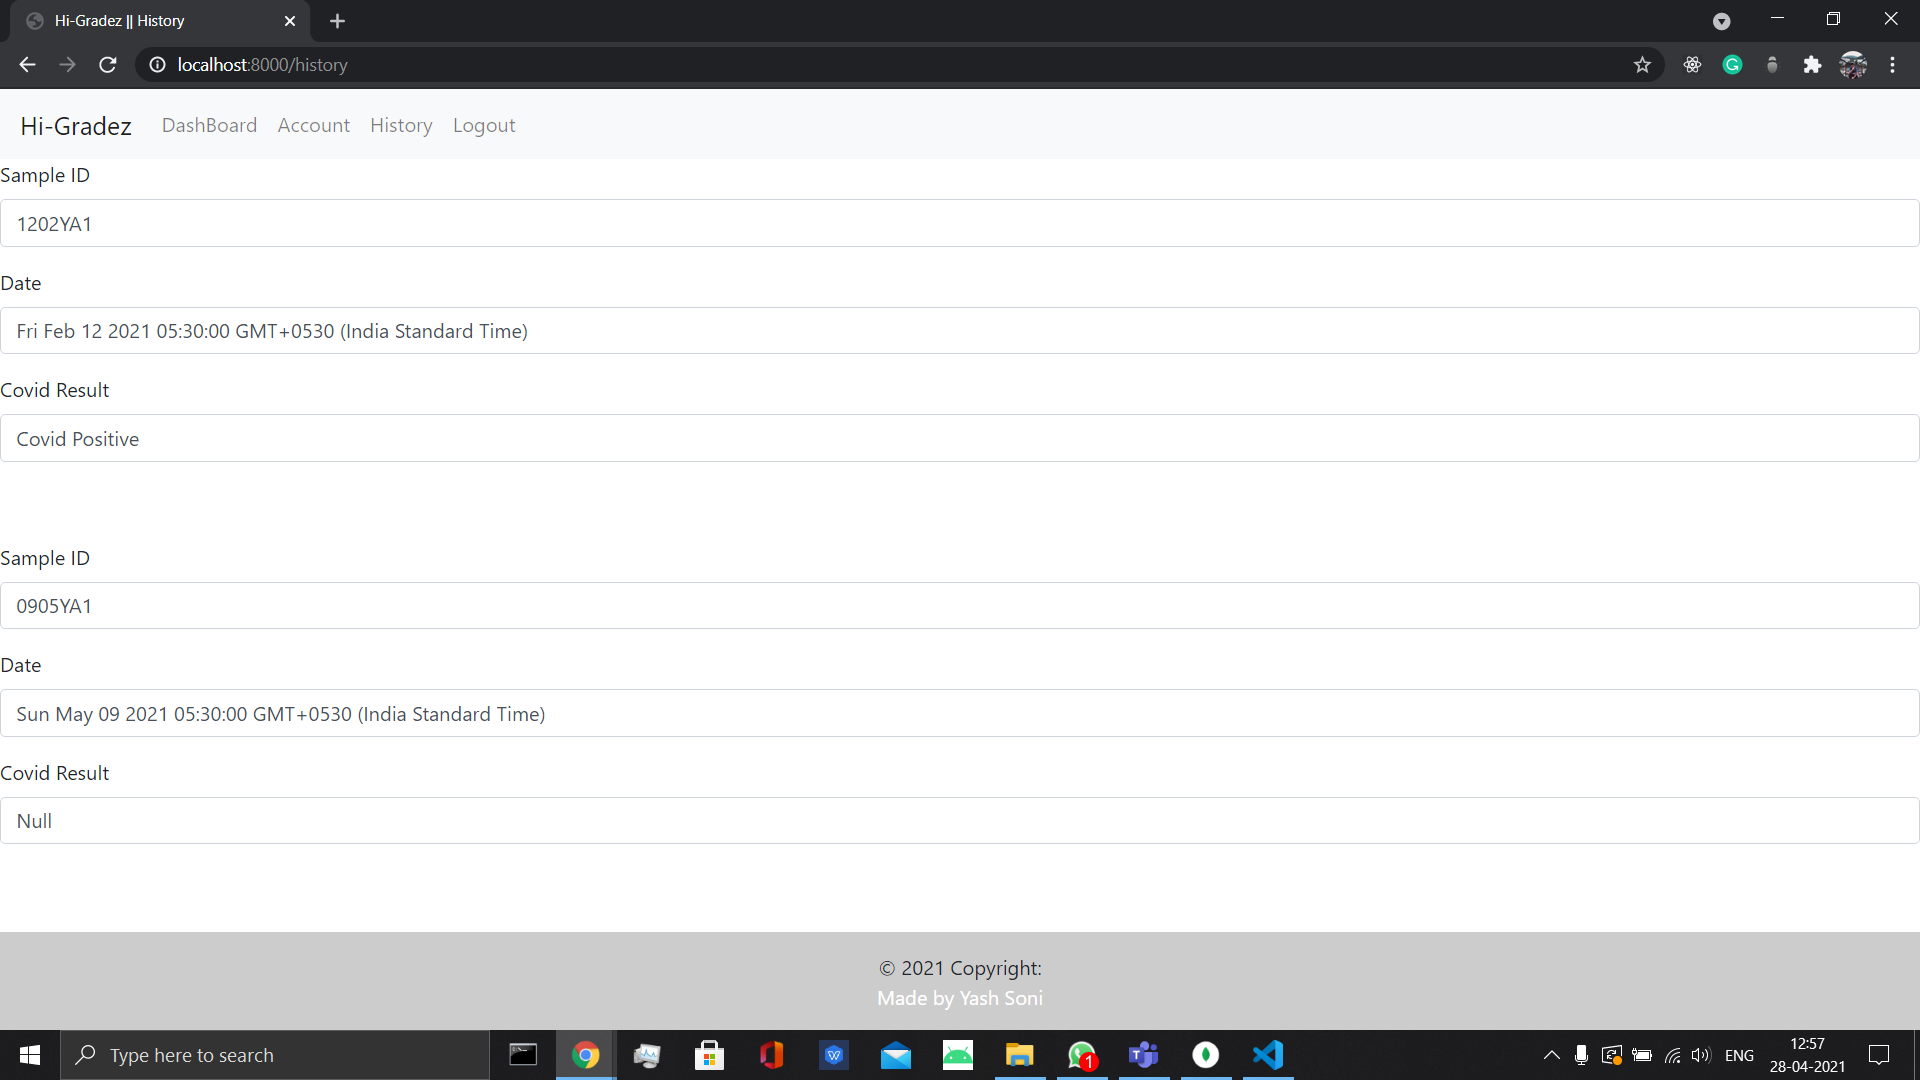 Hi-Gradez || History
localhost:8000/history
Hi-Gradez DashBoard Account History Logout
Sample ID
1202YA1
Date
Fri Feb 12 2021 05:30:00 GMT+0530 (India Standard Time)
Covid Result
Covid Positive
Sample ID
0905YA1
Date
Sun May 09 2021 05:30:00 GMT+0530 (India Standard Time)
Covid Result
Null
© 2021 Copyright:
Made by Yash Soni
Type here to search
1
ENG
12:57
28-04-2021